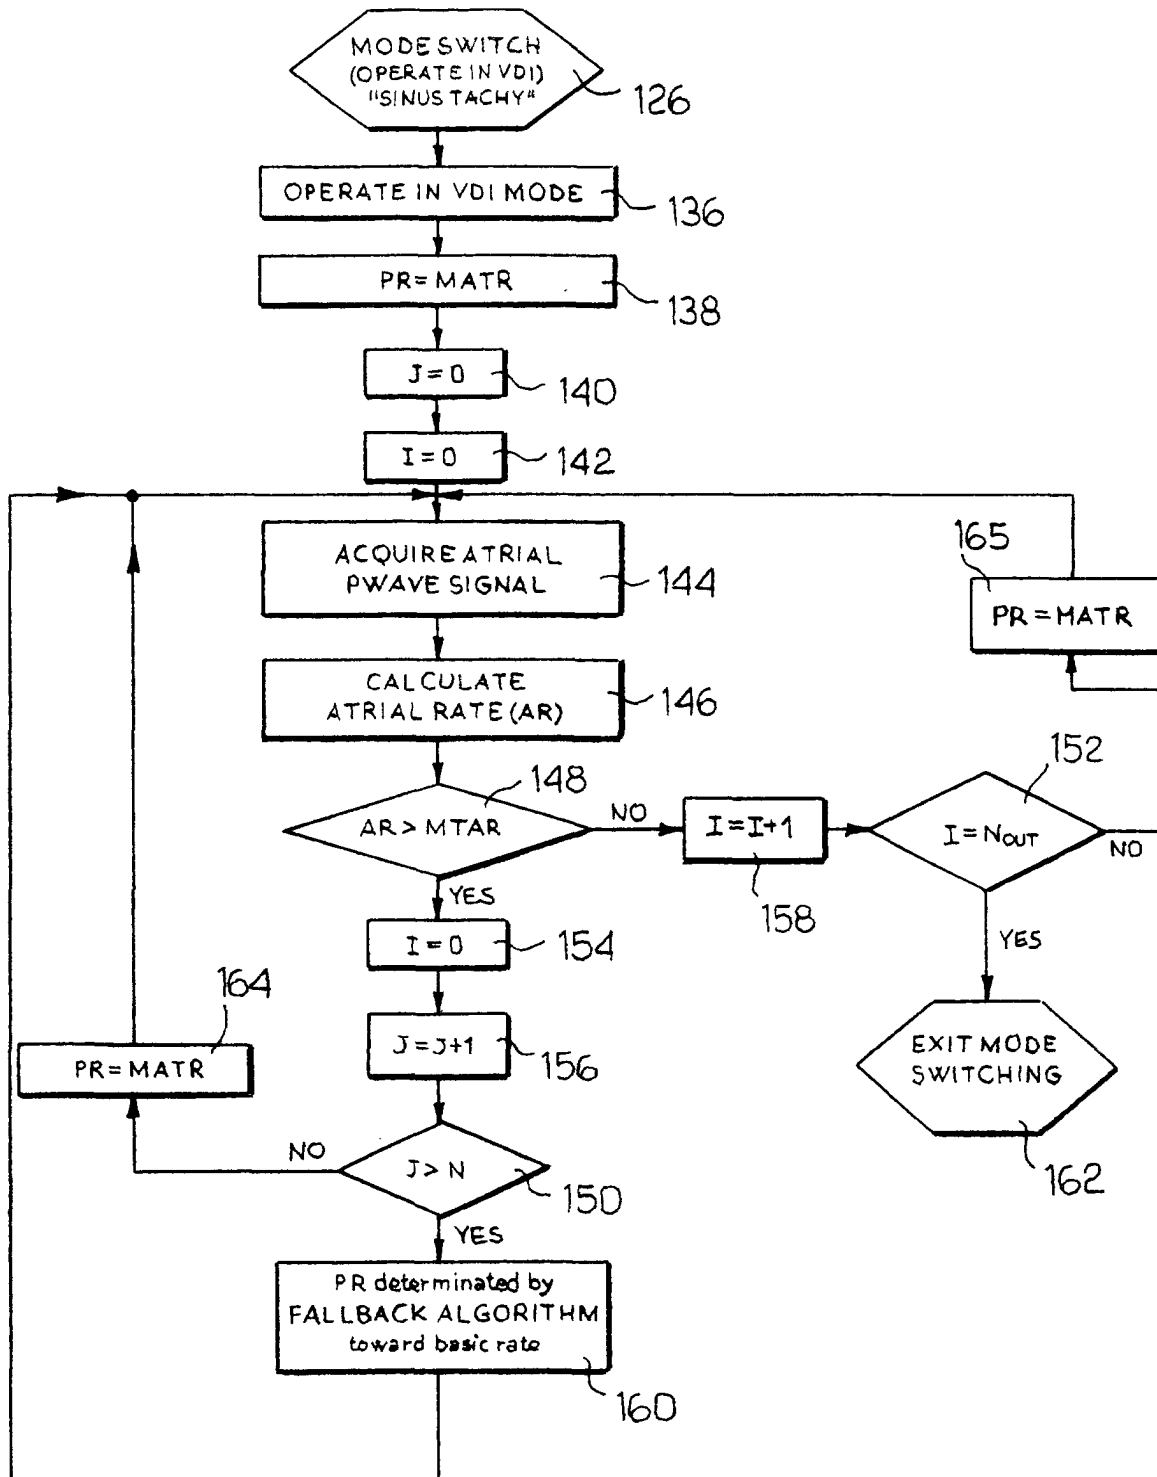 MODE SWITCH
(OPERATE IN VDI)
"SINUS TACHY"
126
OPERATE IN VDI MODE
136
PR=MATR
138
J=0
140
I=0
142
ACQUIRE ATRIAL
PWAVE SIGNAL
144
165
PR=MATR
CALCULATE
ATRIAL RATE (AR)
146
148
AR > MTAR
NO
I=I+1
158
152
I=NOUT
NO
YES
I=0
154
YES
164
PR=MATR
J=J+1
156
EXIT MODE
SWITCHING
162
NO
J>N
150
YES
PR determinated by
FALLBACK ALGORITHM
toward basic rate
160